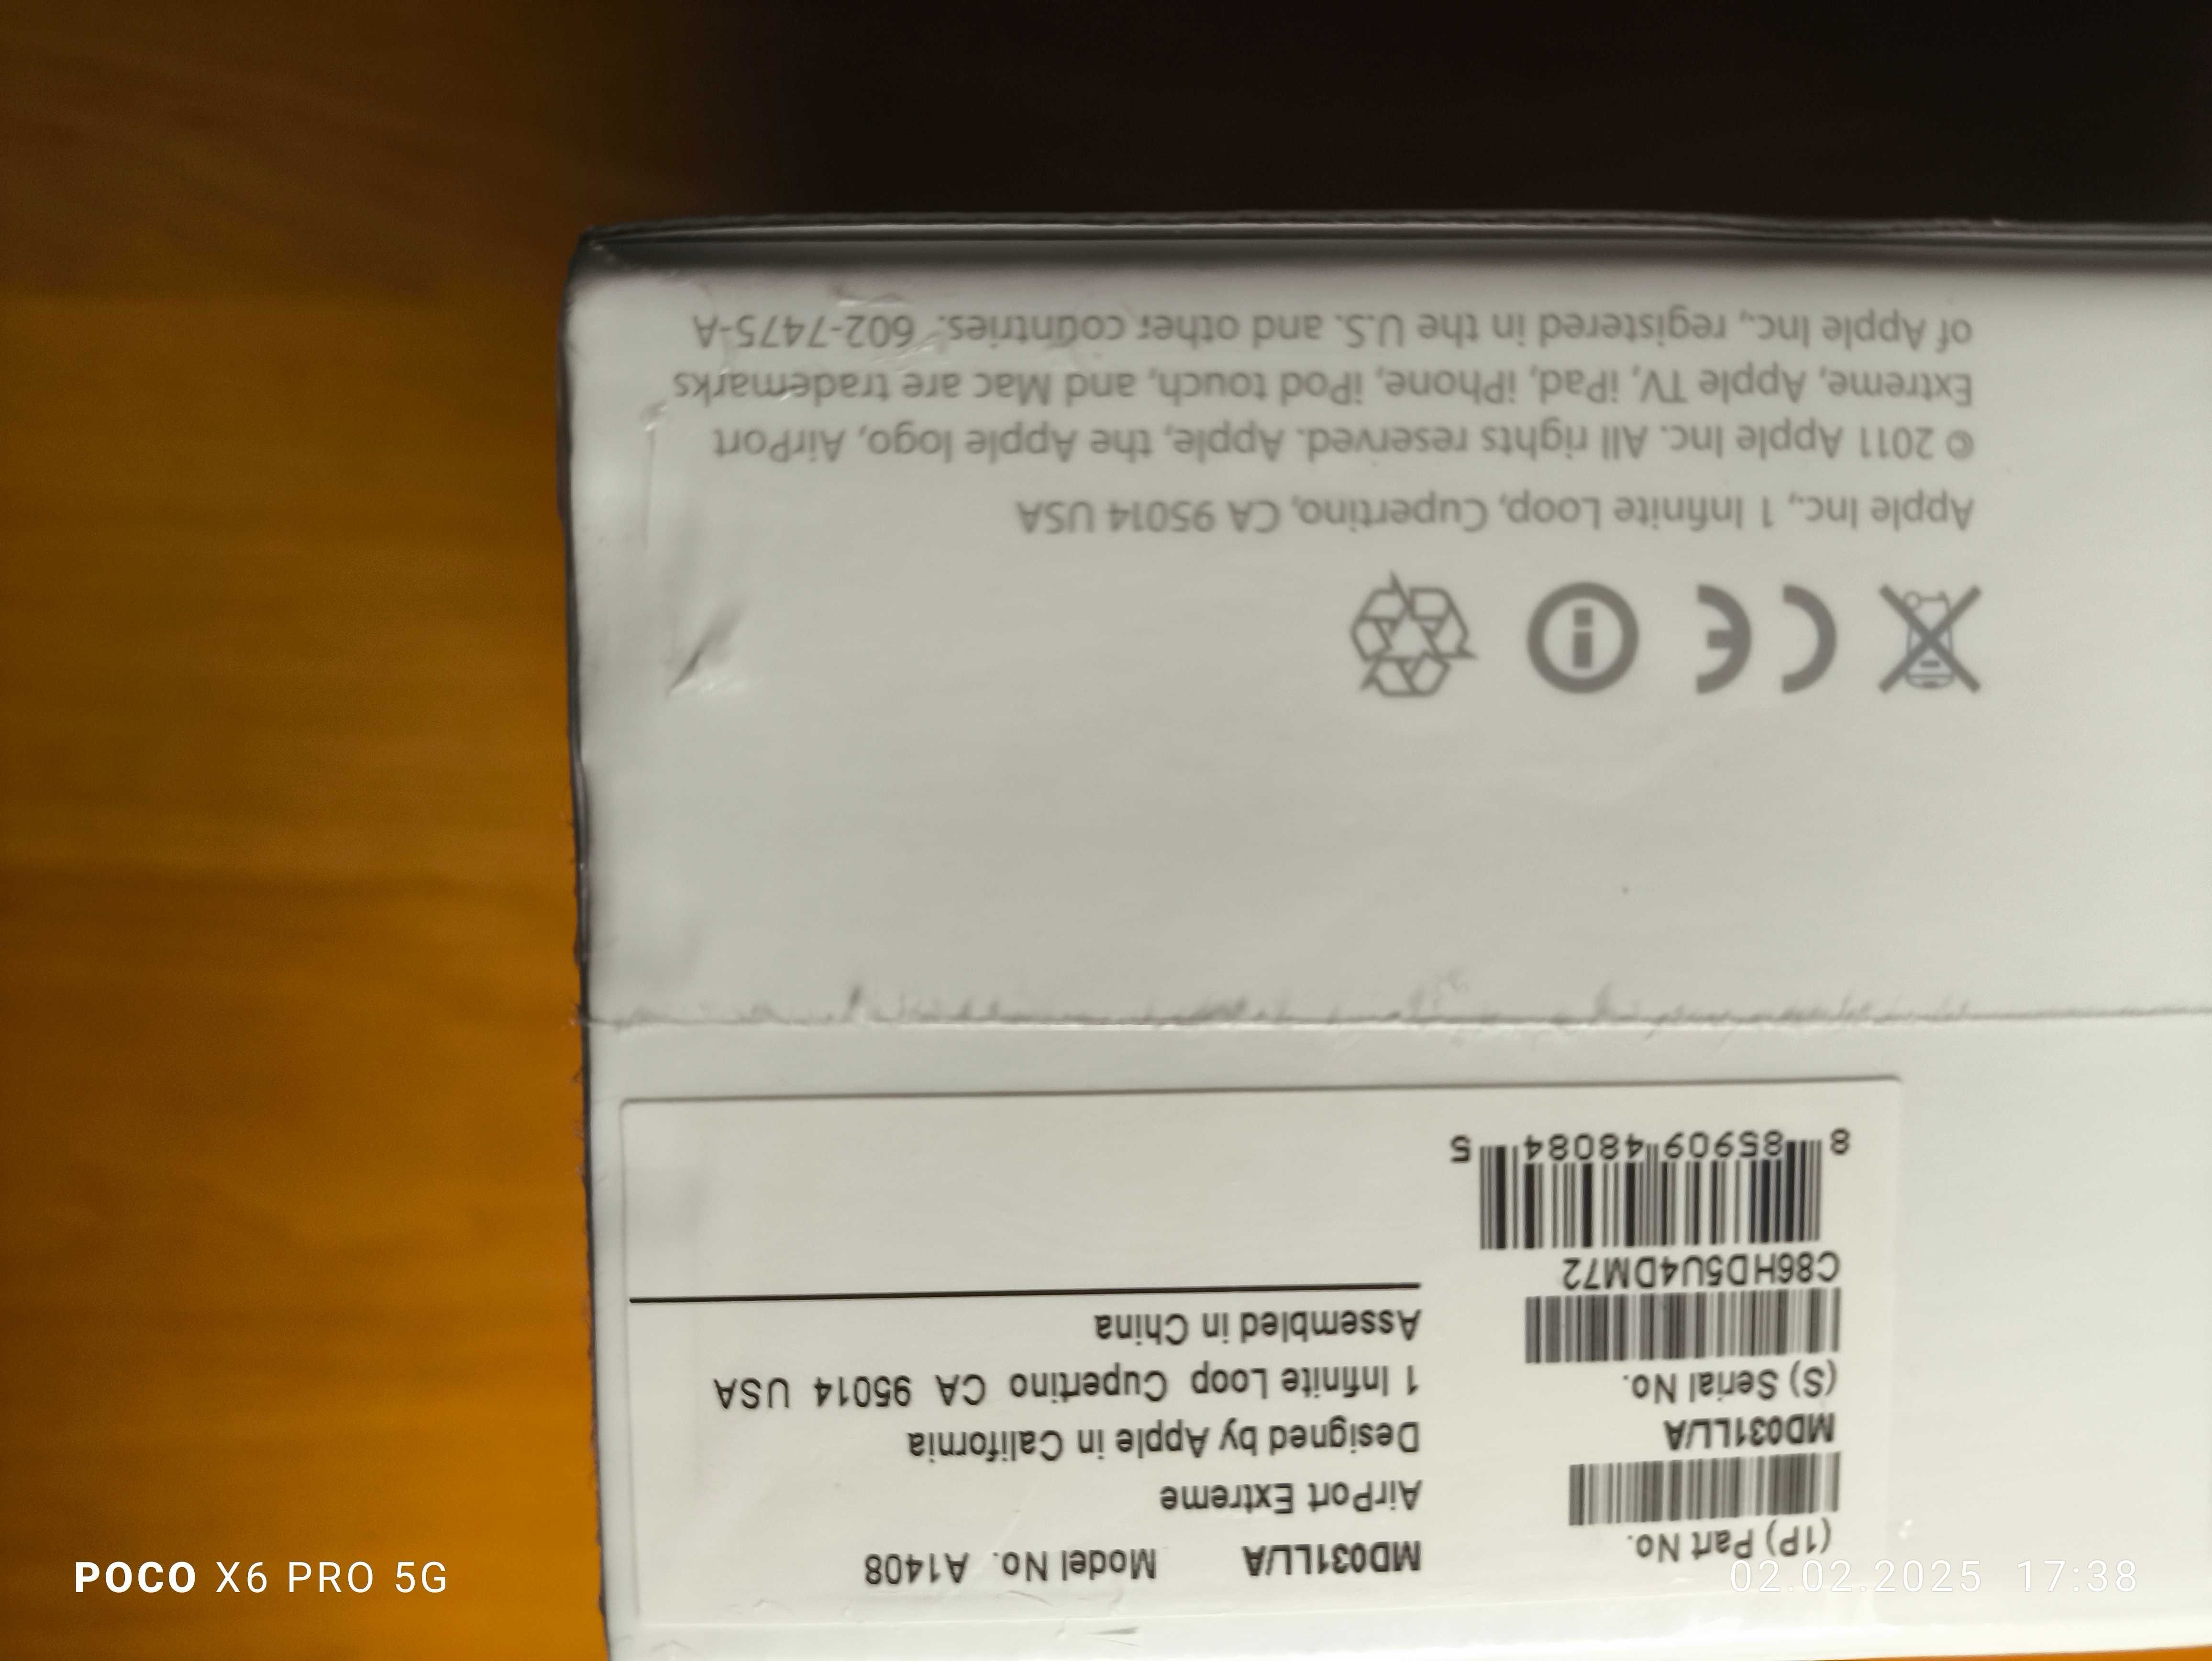 MD031LL/A Model No. A1408
AirPort Extreme
Designed by Apple in California
1 Infinite Loop Cupertino CA 95014 USA
Assembled in China
(1P) Part No.
MD031LL/A
(S) Serial No.
C86HD5U4DM72
8 85909 48084 5
Apple Inc., 1 Infinite Loop, Cupertino, CA 95014 USA
© 2011 Apple Inc. All rights reserved. Apple, the Apple logo, AirPort
Extreme, Apple TV, iPad, iPhone, iPod touch, and Mac are trademarks
of Apple Inc., registered in the U.S. and other countries. 602-7475-A
POCO X6 PRO 5G
02.02.2025 17:38